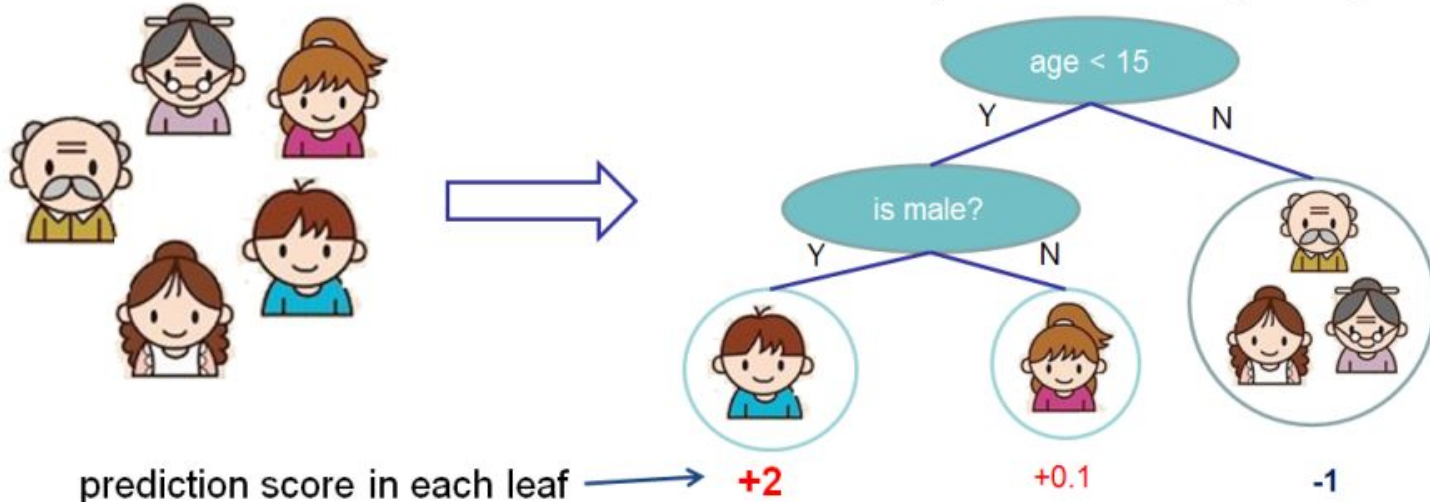 age < 15
Y
N
is male?
Y
N
prediction score in each leaf
+2
+0.1
-1